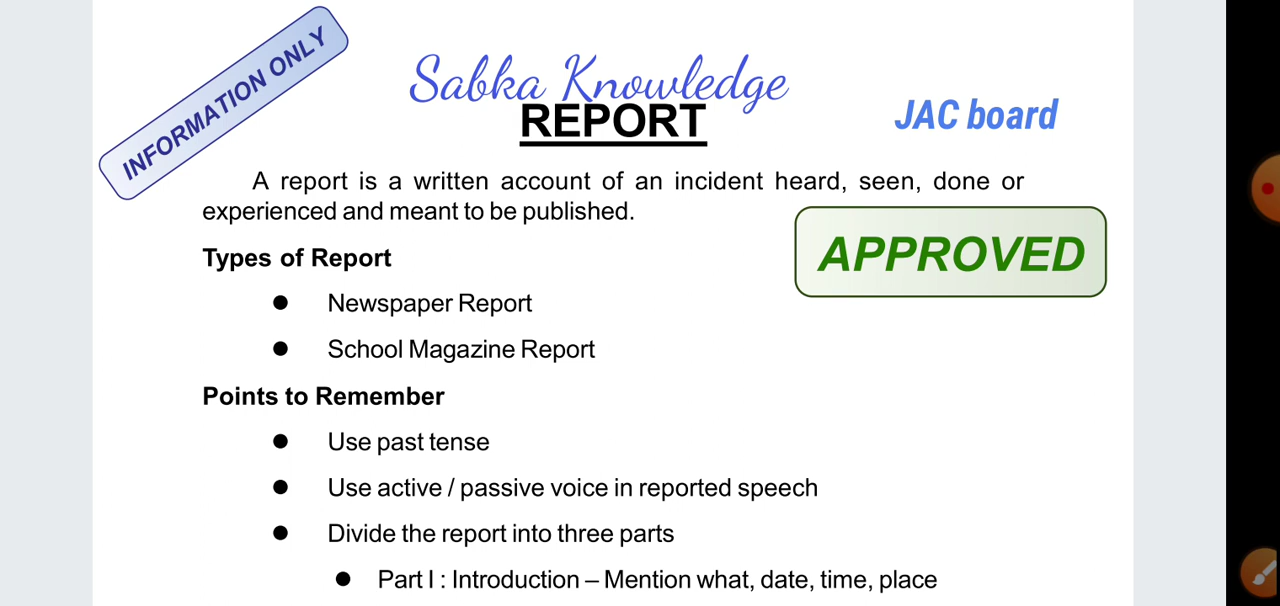 INFORMATION ONLY
Sabka Knowledge
REPORT
JAC board
A report is a written account of an incident heard, seen, done or
experienced and meant to be published.
APPROVED
Types of Report
● Newspaper Report
● School Magazine Report
Points to Remember
● Use past tense
● Use active / passive voice in reported speech
● Divide the report into three parts
● Part I : Introduction – Mention what, date, time, place